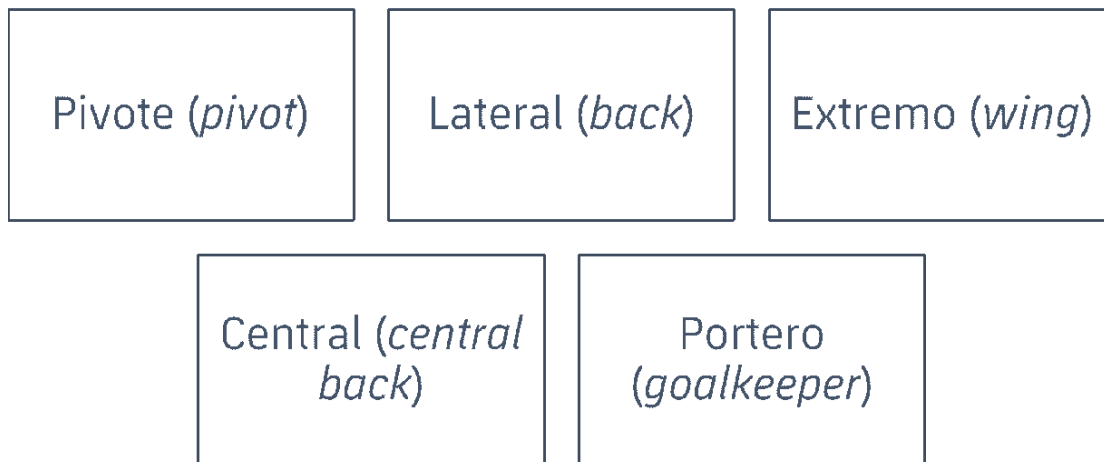 Pivote (pivot)
Lateral (back)
Extremo (wing)
Central (central
back)
Portero
(goalkeeper)